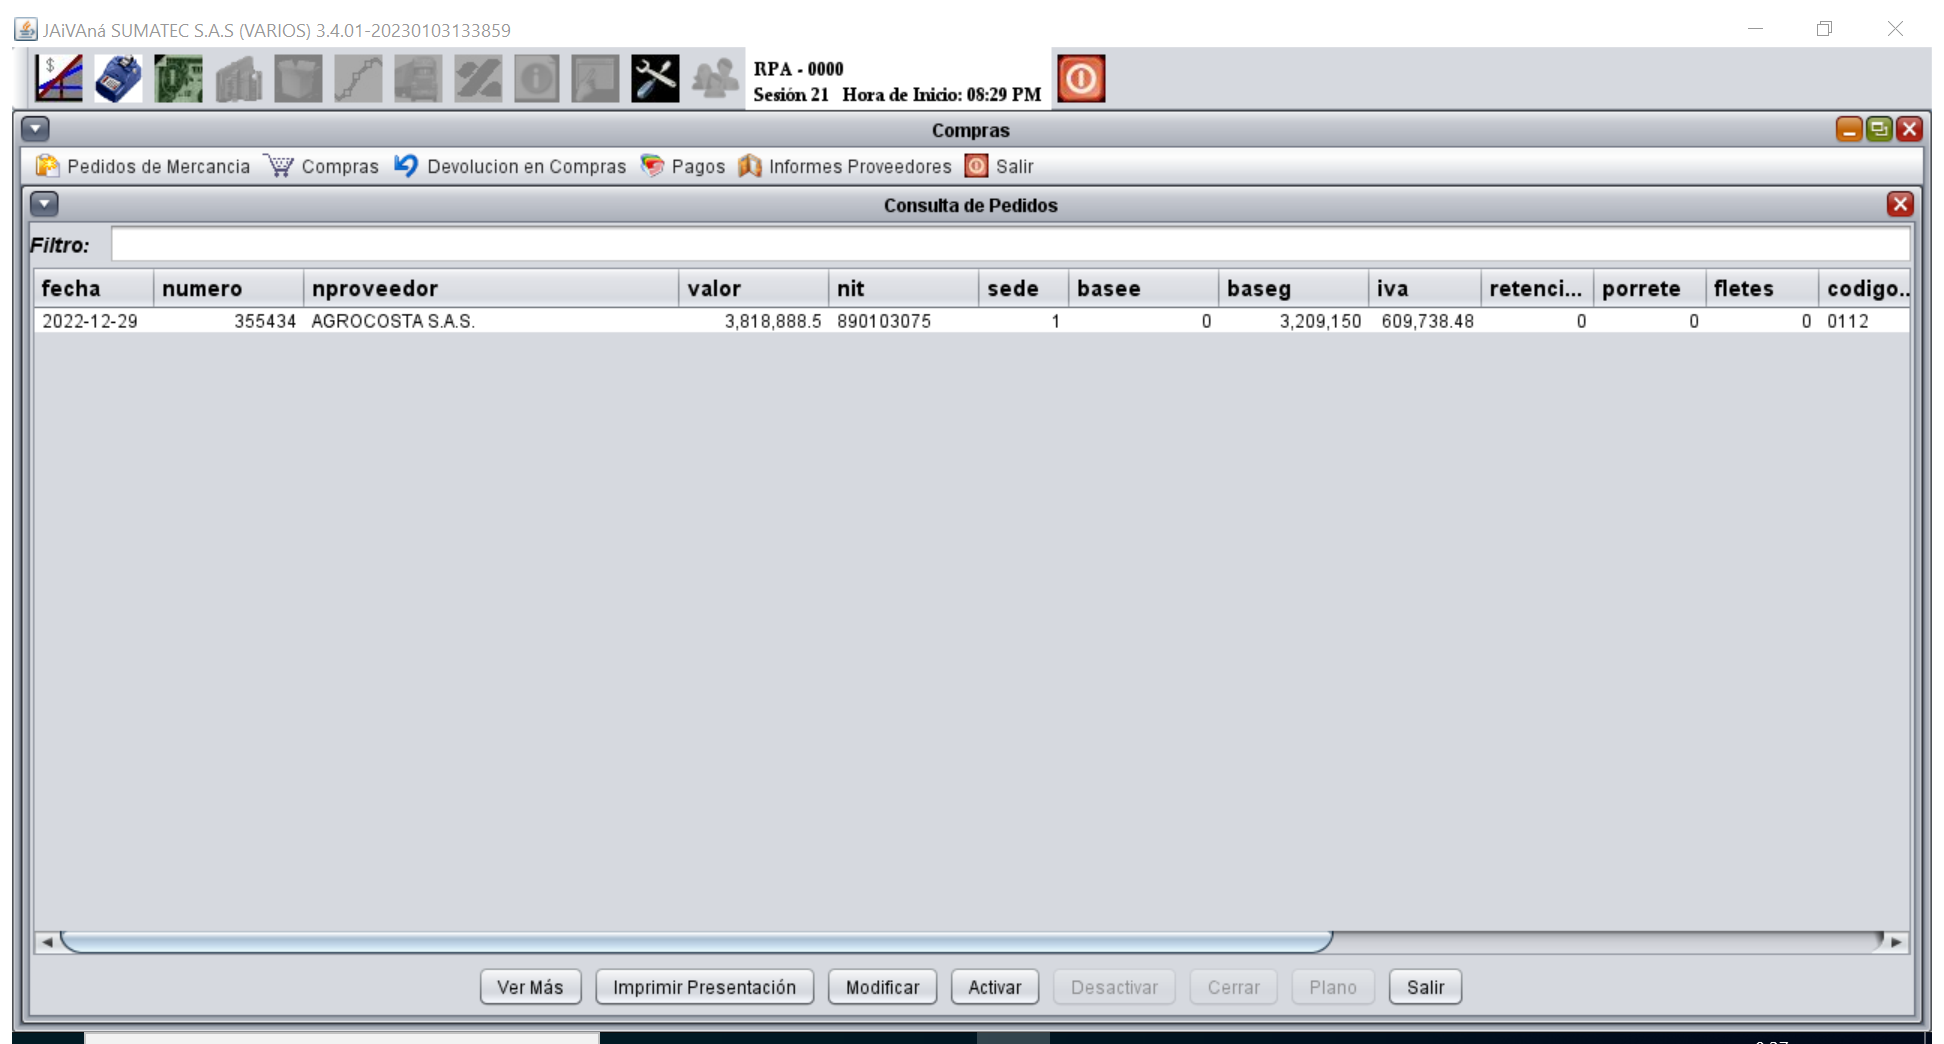 JAiVAná SUMATEC S.A.S (VARIOS) 3.4.01-20230103133859
RPA - 0000
Sesión 21 Hora de Inicio: 08:29 PM
Compras
Pedidos de Mercancia Compras Devolucion en Compras Pagos Informes Proveedores Salir
Consulta de Pedidos
Filtro:
fecha numero nproveedor valor nit sede basee baseg iva retenci... porrete fletes codigo..
2022-12-29 355434 AGROCOSTA S.A.S. 3,818,888.5 890103075 1 0 3,209,150 609,738.48 0 0 0 0112
Ver Más Imprimir Presentación Modificar Activar Desactivar Cerrar Plano Salir